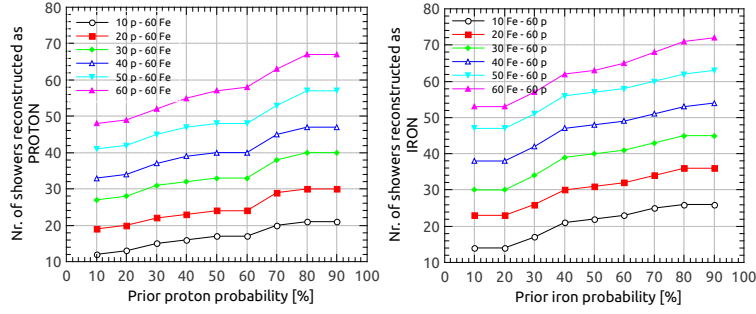 Nr. of showers reconstructed as
PROTON
80
70
60
50
40
30
20
10
10 p - 60 Fe
20 p - 60 Fe
30 p - 60 Fe
40 p - 60 Fe
50 p - 60 Fe
60 p - 60 Fe
0 10 20 30 40 50 60 70 80 90 100
Prior proton probability [%]
Nr. of showers reconstructed as
IRON
80
70
60
50
40
30
20
10
10 Fe - 60 p
20 Fe - 60 p
30 Fe - 60 p
40 Fe - 60 p
50 Fe - 60 p
60 Fe - 60 p
0 10 20 30 40 50 60 70 80 90 100
Prior iron probability [%]